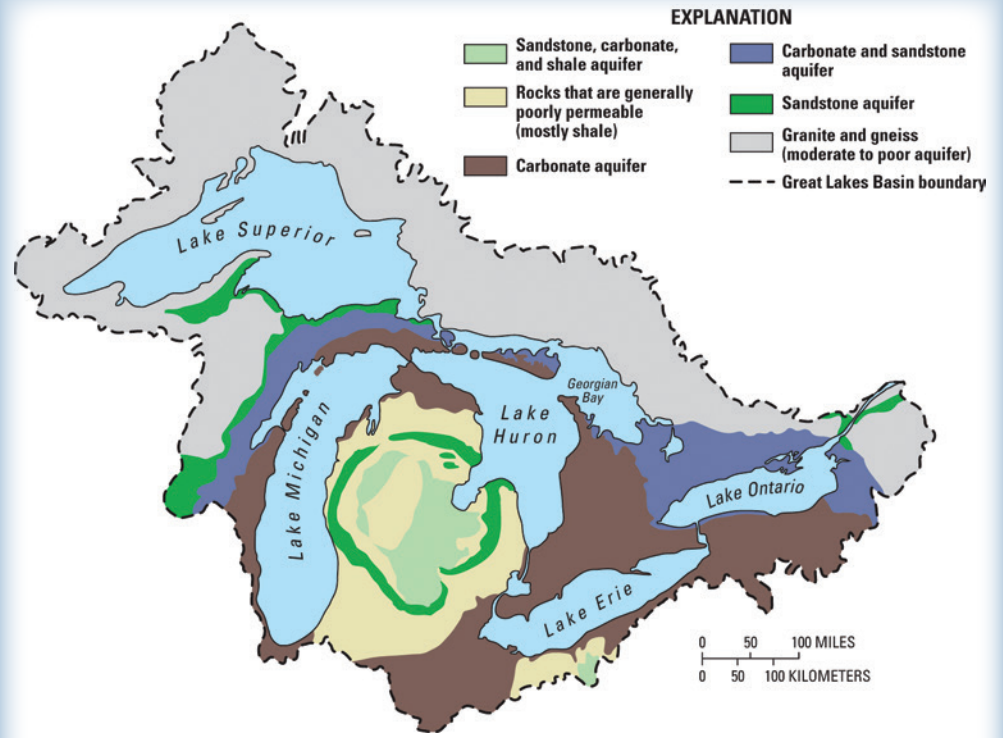 EXPLANATION
Sandstone, carbonate,
and shale aquifer
Rocks that are generally
poorly permeable
(mostly shale)
Carbonate aquifer
Carbonate and sandstone
aquifer
Sandstone aquifer
Granite and gneiss
(moderate to poor aquifer)
Great Lakes Basin boundary
Lake Superior
Georgian
Bay
Lake
Huron
Lake Michigan
Lake Ontario
Lake Erie
0 50 100 MILES
0 50 100 KILOMETERS